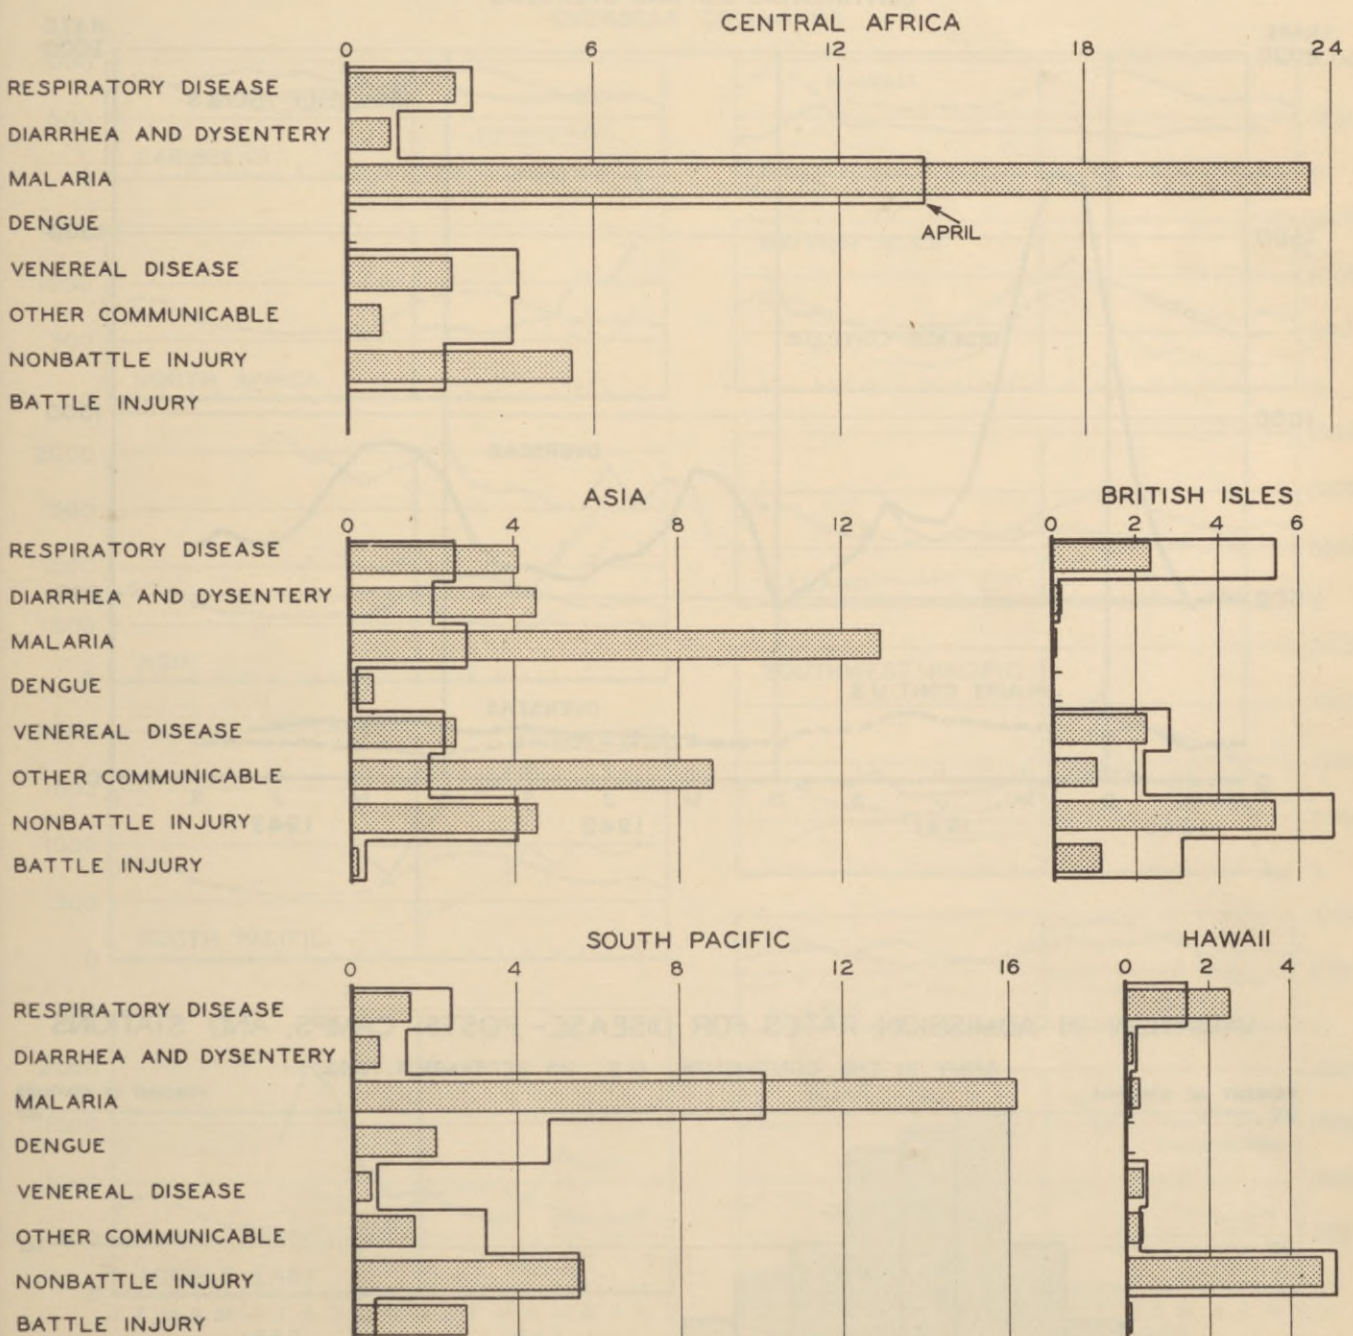 CENTRAL AFRICA
0 6 12 18 24
RESPIRATORY DISEASE
DIARRHEA AND DYSENTERY
MALARIA
DENGUE
APRIL
VENEREAL DISEASE
OTHER COMMUNICABLE
NONBATTLE INJURY
BATTLE INJURY
ASIA
0 4 8 12
RESPIRATORY DISEASE
DIARRHEA AND DYSENTERY
MALARIA
DENGUE
VENEREAL DISEASE
OTHER COMMUNICABLE
NONBATTLE INJURY
BATTLE INJURY
BRITISH ISLES
0 2 4 6
SOUTH PACIFIC
0 4 8 12 16
RESPIRATORY DISEASE
DIARRHEA AND DYSENTERY
MALARIA
DENGUE
VENEREAL DISEASE
OTHER COMMUNICABLE
NONBATTLE INJURY
BATTLE INJURY
HAWAII
0 2 4